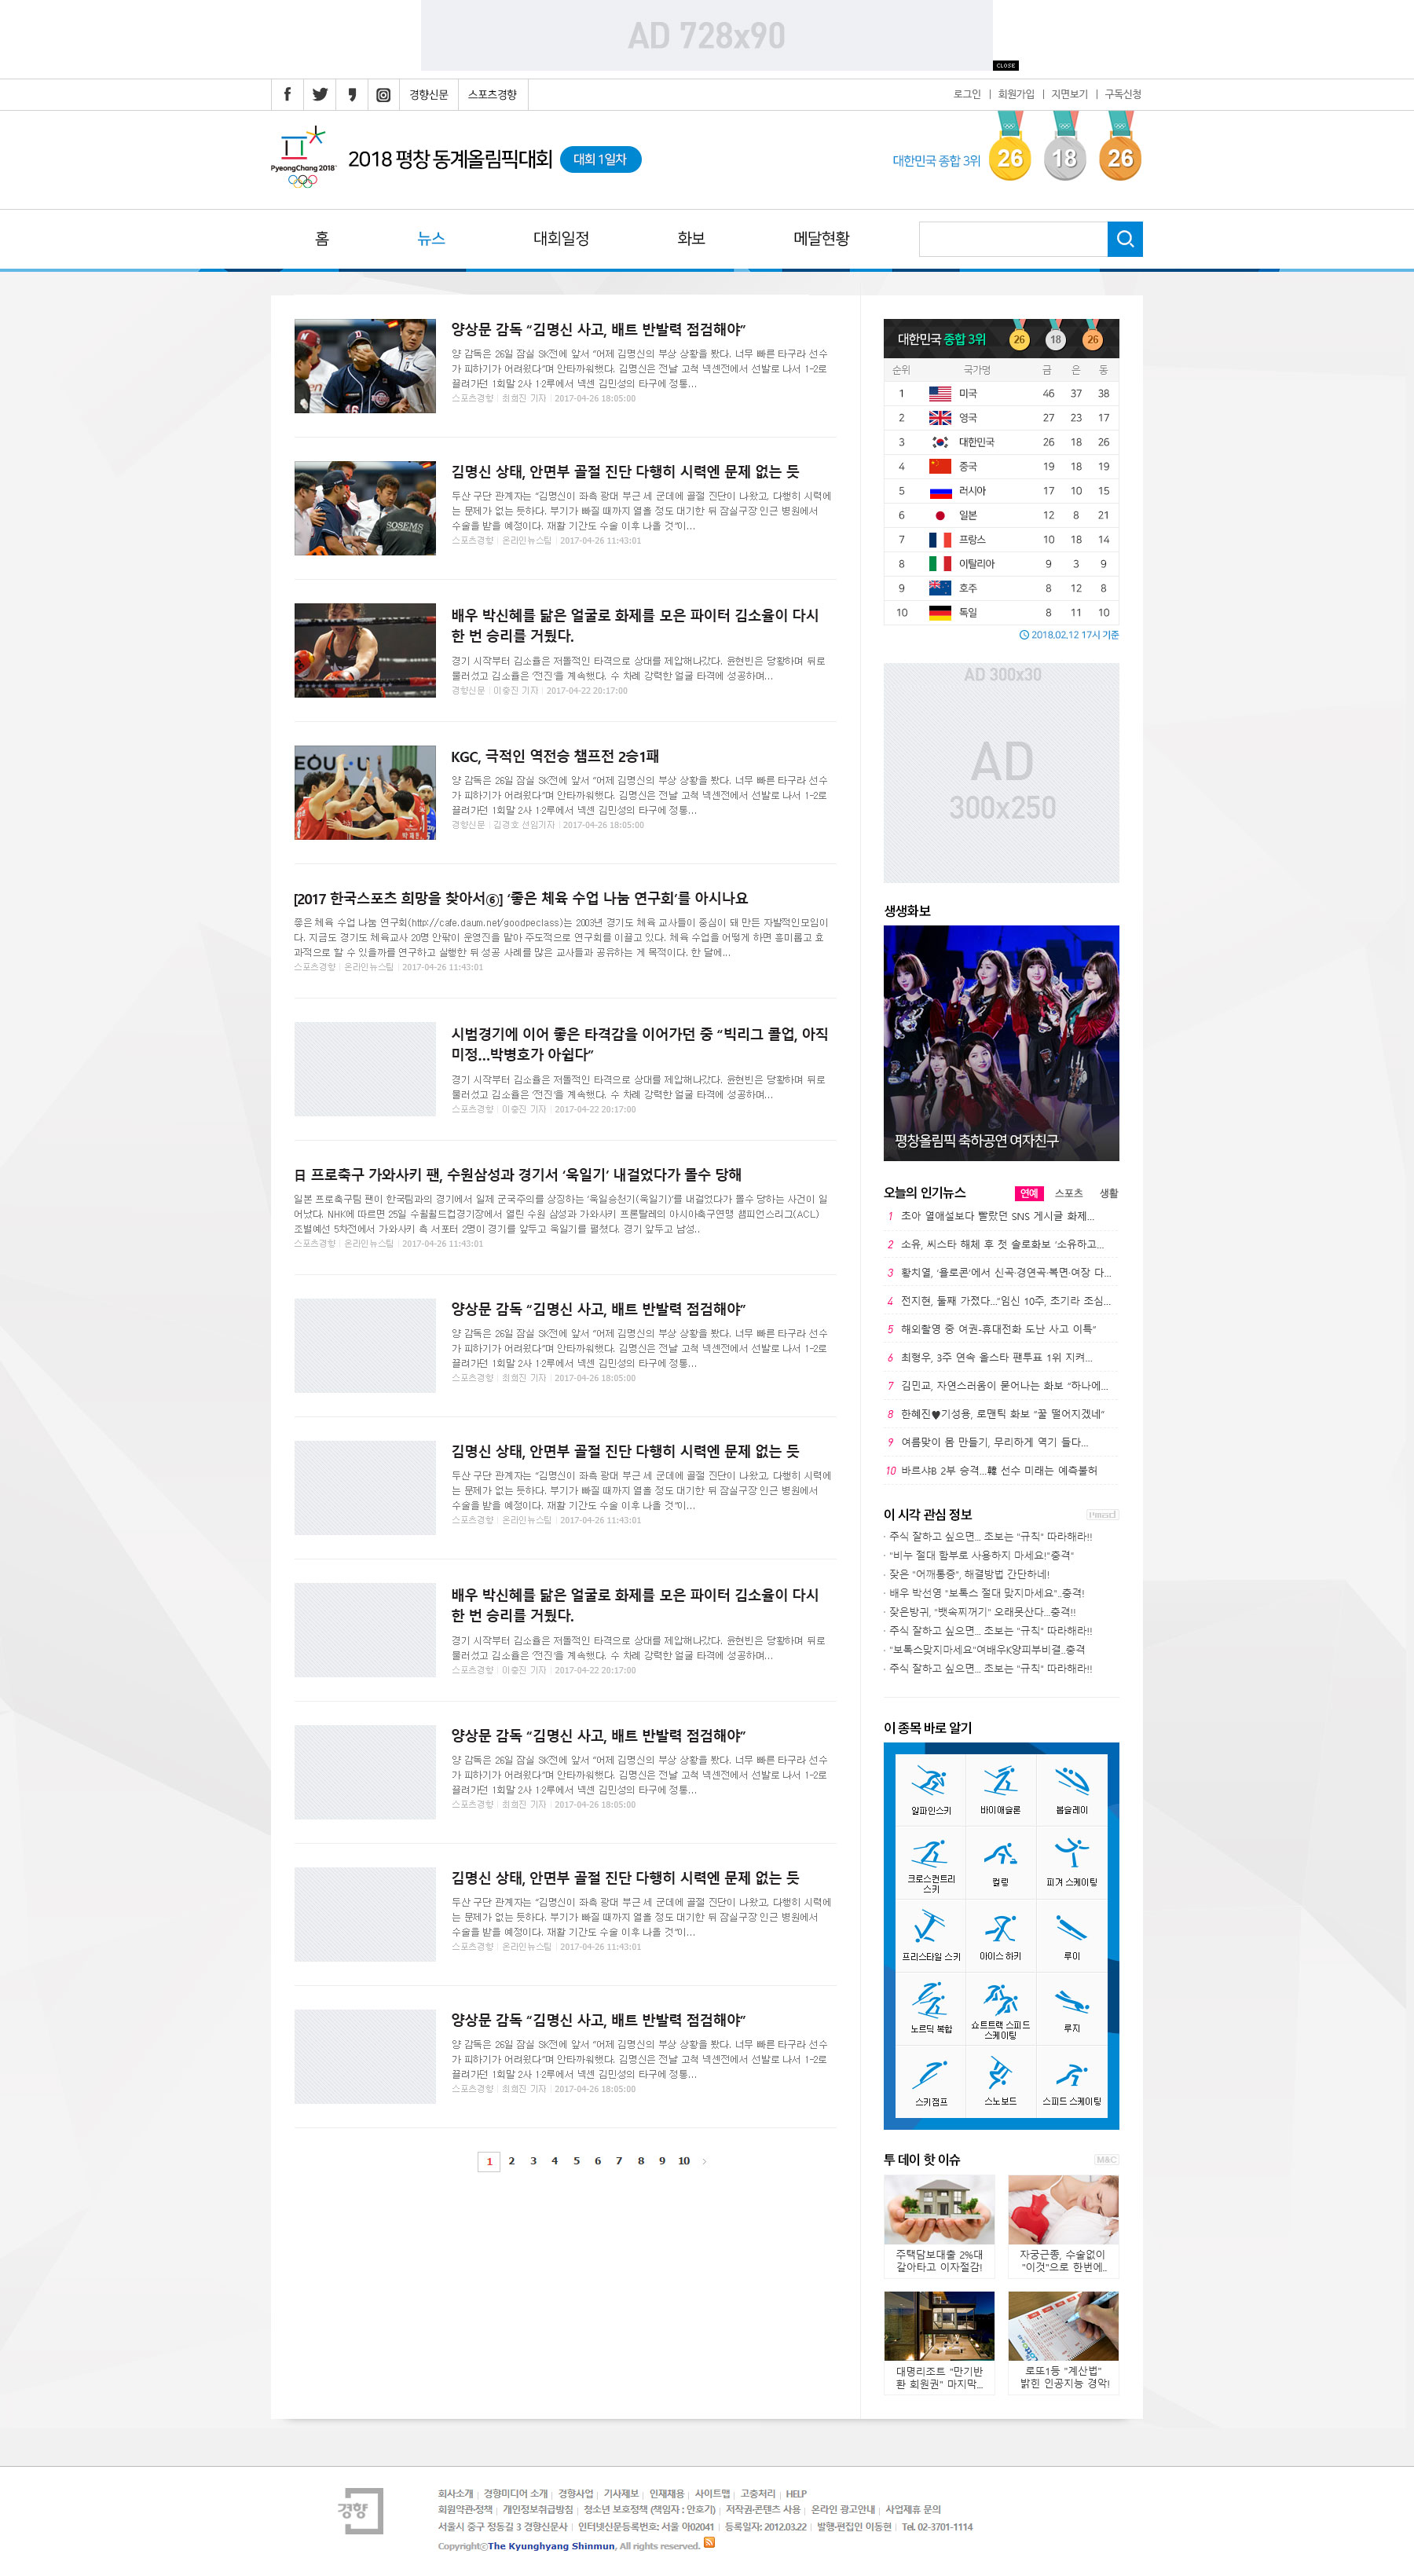 AD 728x90
CLOSE
경향신문 스포츠경향
로그인 회원가입 지면보기 구독신청
PyeongChang 2018
2018 평창 동계올림픽대회 대회 1일차
대한민국 종합 3위 26 18 26
홈 뉴스 대회일정 화보 메달현황
양상문 감독 “김명신 사고, 배트 반발력 점검해야”
양 감독은 26일 잠실 SK전에 앞서 “어제 김명신의 부상 상황을 봤다. 너무 빠른 타구라 선수
가 피하기가 어려웠다”며 안타까워했다. 김명신은 전날 고척 넥센전에서 선발로 나서 1-2로
끌려가던 1회말 2사 1·2루에서 넥센 김민성의 타구에 정통...
스포츠경향 최희진 기자 2017-04-26 18:05:00
김명신 상태, 안면부 골절 진단 다행히 시력엔 문제 없는 듯
두산 구단 관계자는 “김명신이 좌측 광대 부근 세 군데에 골절 진단이 나왔고, 다행히 시력에
는 문제가 없는 듯하다. 부기가 빠질 때까지 열흘 정도 대기한 뒤 잠실구장 인근 병원에서
수술을 받을 예정이다. 재활 기간도 수술 이후 나올 것”이...
스포츠경향 온라인뉴스팀 2017-04-26 11:43:01
배우 박신혜를 닮은 얼굴로 화제를 모은 파이터 김소율이 다시
한 번 승리를 거뒀다.
경기 시작부터 김소율은 저돌적인 타격으로 상대를 제압해나갔다. 윤현빈은 당황하며 뒤로
물러섰고 김소율은 ‘전진’을 계속했다. 수 차례 강력한 얼굴 타격에 성공하며...
경향신문 이충진 기자 2017-04-22 20:17:00
KGC, 극적인 역전승 챔프전 2승1패
양 감독은 26일 잠실 SK전에 앞서 “어제 김명신의 부상 상황을 봤다. 너무 빠른 타구라 선수
가 피하기가 어려웠다”며 안타까워했다. 김명신은 전날 고척 넥센전에서 선발로 나서 1-2로
끌려가던 1회말 2사 1·2루에서 넥센 김민성의 타구에 정통...
경향신문 김경호 선임기자 2017-04-26 18:05:00
[2017 한국스포츠 희망을 찾아서⑥] ‘좋은 체육 수업 나눔 연구회’를 아시나요
좋은 체육 수업 나눔 연구회(http://cafe.daum.net/goodpeclass)는 2003년 경기도 체육 교사들이 중심이 돼 만든 자발적인모임이
다. 지금도 경기도 체육교사 20명 안팎이 운영진을 맡아 주도적으로 연구회를 이끌고 있다. 체육 수업을 어떻게 하면 흥미롭고 효
과적으로 할 수 있을까를 연구하고 실행한 뒤 성공 사례를 많은 교사들과 공유하는 게 목적이다. 한 달에...
스포츠경향 온라인뉴스팀 2017-04-26 11:43:01
시범경기에 이어 좋은 타격감을 이어가던 중 “빅리그 콜업, 아직
미정…박병호가 아쉽다”
경기 시작부터 김소율은 저돌적인 타격으로 상대를 제압해나갔다. 윤현빈은 당황하며 뒤로
물러섰고 김소율은 ‘전진’을 계속했다. 수 차례 강력한 얼굴 타격에 성공하며...
스포츠경향 이충진 기자 2017-04-22 20:17:00
日 프로축구 가와사키 팬, 수원삼성과 경기서 ‘욱일기’ 내걸었다가 몰수 당해
일본 프로축구팀 팬이 한국팀과의 경기에서 일제 군국주의를 상징하는 ‘욱일승천기(욱일기)’를 내걸었다가 몰수 당하는 사건이 일
어났다. NHK에 따르면 25일 수월월드컵경기장에서 열린 수원 삼성과 가와사키 프론탈레의 아시아축구연맹 챔피언스리그(ACL)
조별예선 5차전에서 가와사키 측 서포터 2명이 경기를 앞두고 욱일기를 펼쳤다. 경기 앞두고 남성..
스포츠경향 온라인뉴스팀 2017-04-26 11:43:01
양상문 감독 “김명신 사고, 배트 반발력 점검해야”
양 감독은 26일 잠실 SK전에 앞서 “어제 김명신의 부상 상황을 봤다. 너무 빠른 타구라 선수
가 피하기가 어려웠다”며 안타까워했다. 김명신은 전날 고척 넥센전에서 선발로 나서 1-2로
끌려가던 1회말 2사 1·2루에서 넥센 김민성의 타구에 정통...
스포츠경향 최희진 기자 2017-04-26 18:05:00
김명신 상태, 안면부 골절 진단 다행히 시력엔 문제 없는 듯
두산 구단 관계자는 “김명신이 좌측 광대 부근 세 군데에 골절 진단이 나왔고, 다행히 시력에
는 문제가 없는 듯하다. 부기가 빠질 때까지 열흘 정도 대기한 뒤 잠실구장 인근 병원에서
수술을 받을 예정이다. 재활 기간도 수술 이후 나올 것”이...
스포츠경향 온라인뉴스팀 2017-04-26 11:43:01
배우 박신혜를 닮은 얼굴로 화제를 모은 파이터 김소율이 다시
한 번 승리를 거뒀다.
경기 시작부터 김소율은 저돌적인 타격으로 상대를 제압해나갔다. 윤현빈은 당황하며 뒤로
물러섰고 김소율은 ‘전진’을 계속했다. 수 차례 강력한 얼굴 타격에 성공하며...
스포츠경향 이충진 기자 2017-04-22 20:17:00
양상문 감독 “김명신 사고, 배트 반발력 점검해야”
양 감독은 26일 잠실 SK전에 앞서 “어제 김명신의 부상 상황을 봤다. 너무 빠른 타구라 선수
가 피하기가 어려웠다”며 안타까워했다. 김명신은 전날 고척 넥센전에서 선발로 나서 1-2로
끌려가던 1회말 2사 1·2루에서 넥센 김민성의 타구에 정통...
스포츠경향 최희진 기자 2017-04-26 18:05:00
김명신 상태, 안면부 골절 진단 다행히 시력엔 문제 없는 듯
두산 구단 관계자는 “김명신이 좌측 광대 부근 세 군데에 골절 진단이 나왔고, 다행히 시력에
는 문제가 없는 듯하다. 부기가 빠질 때까지 열흘 정도 대기한 뒤 잠실구장 인근 병원에서
수술을 받을 예정이다. 재활 기간도 수술 이후 나올 것”이...
스포츠경향 온라인뉴스팀 2017-04-26 11:43:01
양상문 감독 “김명신 사고, 배트 반발력 점검해야”
양 감독은 26일 잠실 SK전에 앞서 “어제 김명신의 부상 상황을 봤다. 너무 빠른 타구라 선수
가 피하기가 어려웠다”며 안타까워했다. 김명신은 전날 고척 넥센전에서 선발로 나서 1-2로
끌려가던 1회말 2사 1·2루에서 넥센 김민성의 타구에 정통...
스포츠경향 최희진 기자 2017-04-26 18:05:00
1 2 3 4 5 6 7 8 9 10
대한민국 종합 3위 26 18 26
순위 국가명 금 은 동
1 미국 46 37 38
2 영국 27 23 17
3 대한민국 26 18 26
4 중국 19 18 19
5 러시아 17 10 15
6 일본 12 8 21
7 프랑스 10 18 14
8 이탈리아 9 3 9
9 호주 8 12 8
10 독일 8 11 10
2018.02.12 17시 기준
AD 300x30
AD
300x250
생생화보
평창올림픽 축하공연 여자친구
오늘의 인기뉴스 연예 스포츠 생활
1 초아 열애설보다 빨랐던 SNS 게시글 화제...
2 소유, 씨스타 해체 후 첫 솔로화보 ‘소유하고...
3 황치열, ‘욜로콘’에서 신곡·경연곡·복면·여장 다...
4 전지현, 둘째 가졌다...“임신 10주, 초기라 조심...
5 해외촬영 중 여권-휴대전화 도난 사고 이특”
6 최형우, 3주 연속 올스타 팬투표 1위 지켜...
7 김민교, 자연스러움이 묻어나는 화보 “하나에...
8 한혜진♥기성용, 로맨틱 화보 “꿀 떨어지겠네”
9 여름맞이 몸 만들기, 무리하게 역기 들다...
10 바르샤B 2부 승격...韓 선수 미래는 예측불허
이 시각 관심 정보
· 주식 잘하고 싶으면... 초보는 "규칙" 따라해라!!
· "비누 절대 함부로 사용하지 마세요!"충격"
· 잦은 "어깨통증", 해결방법 간단하네!
· 배우 박선영 "보톡스 절대 맞지마세요"..충격!
· 잦은방귀, "뱃속찌꺼기" 오래못산다...충격!!
· 주식 잘하고 싶으면... 초보는 "규칙" 따라해라!!
· "보톡스맞지마세요"여배우K양피부비결..충격
· 주식 잘하고 싶으면... 초보는 "규칙" 따라해라!!
이 종목 바로 알기
알파인스키 바이애슬론 봅슬레이
크로스컨트리
스키
컬링 피겨 스케이팅
프리스타일 스키 아이스 하키 루이
노르딕 복합
쇼트트랙 스피드
스케이팅
루지
스키점프 스노보드 스피드 스케이팅
투 데이 핫 이슈 M&C
주택담보대출 2%대
갈아타고 이자절감!
자궁근종, 수술없이
"이것"으로 한번에..
대명리조트 "만기반
환 회원권" 마지막...
로또1등 "계산법"
밝힌 인공지능 경악!
경향
회사소개 경향미디어 소개 경향사업 기사제보 인재채용 사이트맵 고충처리 HELP
회원약관·정책 개인정보취급방침 청소년 보호정책 (책임자 : 안호기) 저작권·콘텐츠 사용 온라인 광고안내 사업제휴 문의
서울시 중구 정동길 3 경향신문사 인터넷신문등록번호: 서울 아02041 등록일자: 2012.03.22 발행·편집인 이동현 Tel. 02-3701-1114
CopyrightⓒThe Kyunghyang Shinmun, All rights reserved.